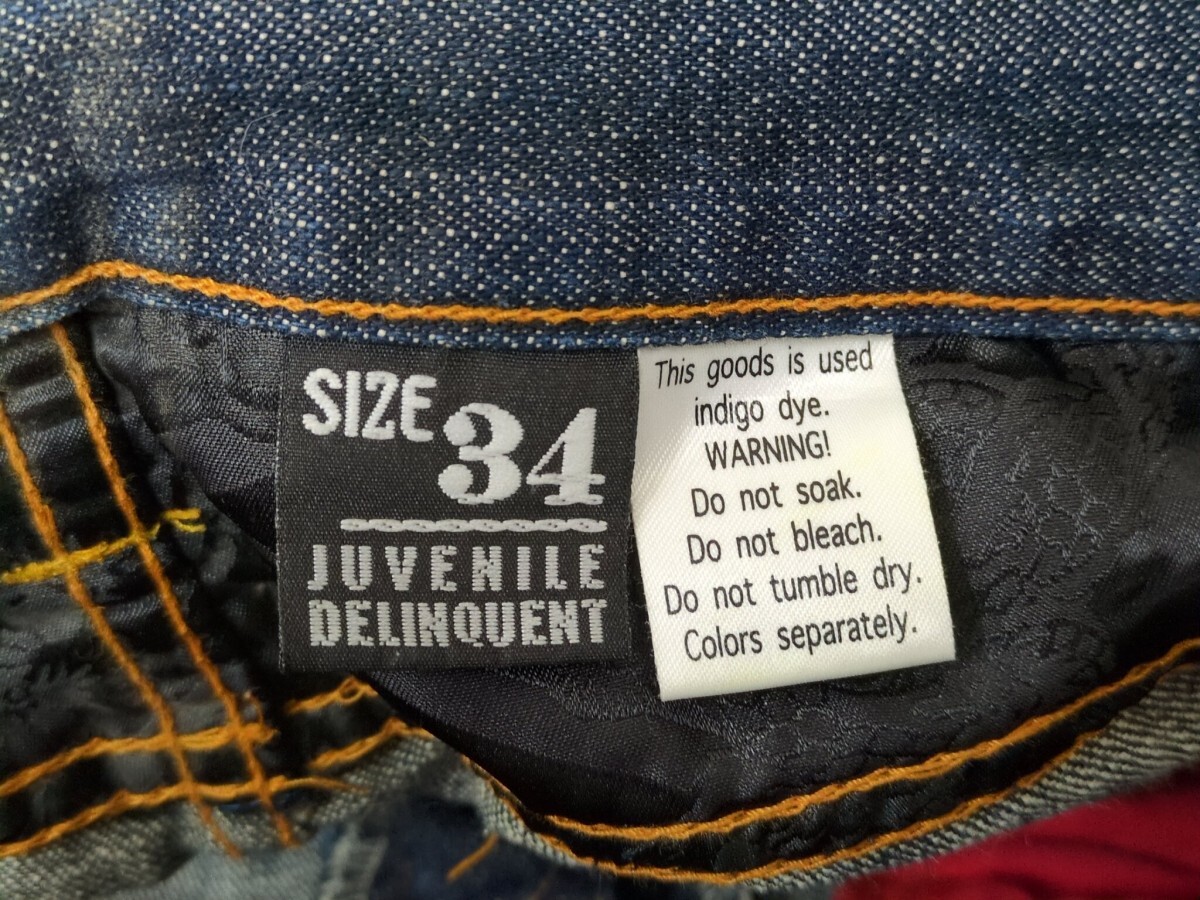 SIZE 34
JUVENILE
DELINQUENT
This goods is used
indigo dye.
WARNING!
Do not soak.
Do not bleach.
Do not tumble dry.
Colors separately.